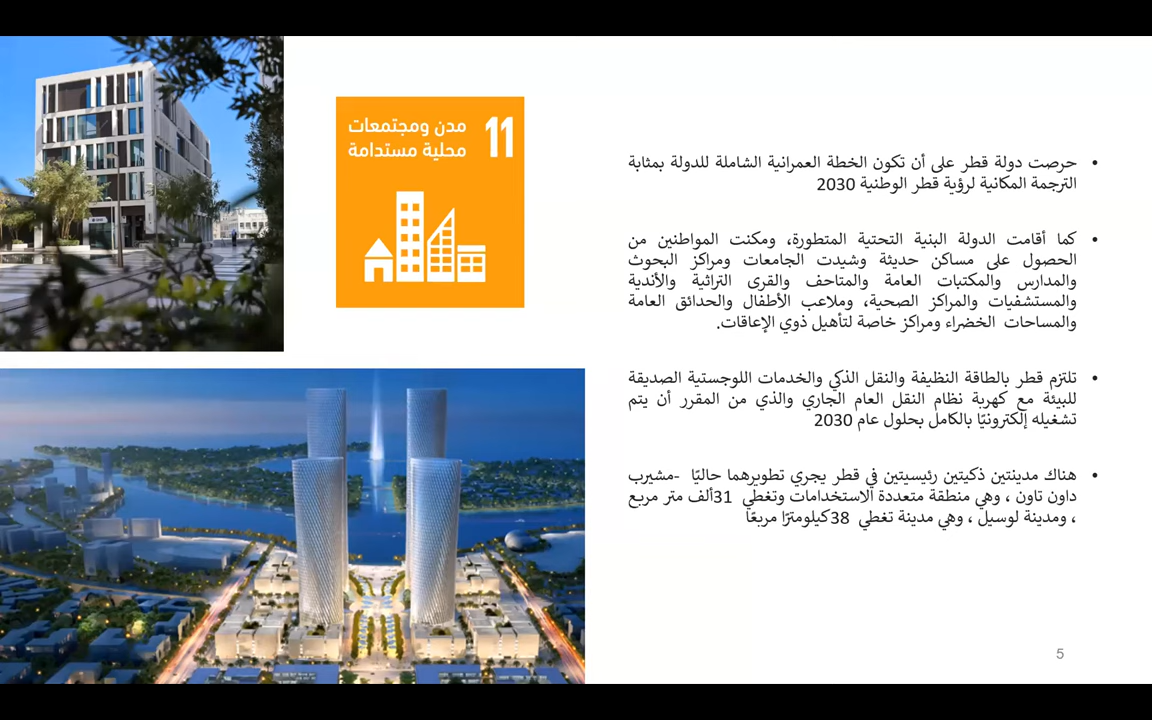 11 مدن ومجتمعات
محلية مستدامة
• حرصت دولة قطر على أن تكون الخطة العمرانية الشاملة للدولة بمثابة
الترجمة المكانية لرؤية قطر الوطنية 2030
• كما أقامت الدولة البنية التحتية المتطورة، ومكنت المواطنين من
الحصول على مساكن حديثة وشيدت الجامعات ومراكز البحوث
والمدارس والمكتبات العامة والمتاحف والقرى التراثية والأندية
والمستشفيات والمراكز الصحية، وملاعب الأطفال والحدائق العامة
والمساحات الخضراء ومراكز خاصة لتأهيل ذوي الإعاقات.
• تلتزم قطر بالطاقة النظيفة والنقل الذكي والخدمات اللوجستية الصديقة
للبيئة مع كهربة نظام النقل العام الجاري والذي من المقرر أن يتم
تشغيله إلكترونيًا بالكامل بحلول عام 2030
• هناك مدينتين ذكيتين رئيسيتين في قطر يجري تطويرهما حاليًا -مشيرب
داون تاون ، وهي منطقة متعددة الاستخدامات وتغطي 31ألف متر مربع
، ومدينة لوسيل ، وهي مدينة تغطي 38كيلومترًا مربعًا
5